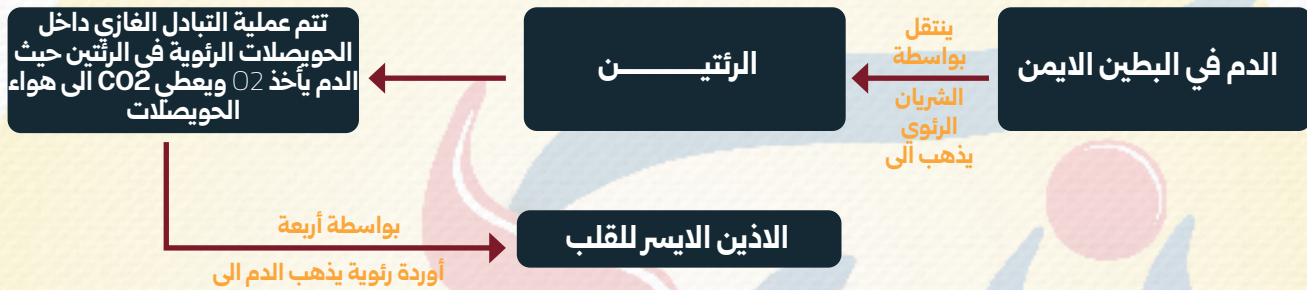 الدم في البطين الايمن
ينتقل
بواسطة
الشريان
الرئوي
يذهب الى
الرئتيـــــــــن
تتم عملية التبادل الغازي داخل
الحويصلات الرئوية في الرئتين حيث
الدم يأخذ O2 ويعطي CO2 الى هواء
الحويصلات
بواسطة أربعة
أوردة رئوية يذهب الدم الى
الاذين الايسر للقلب